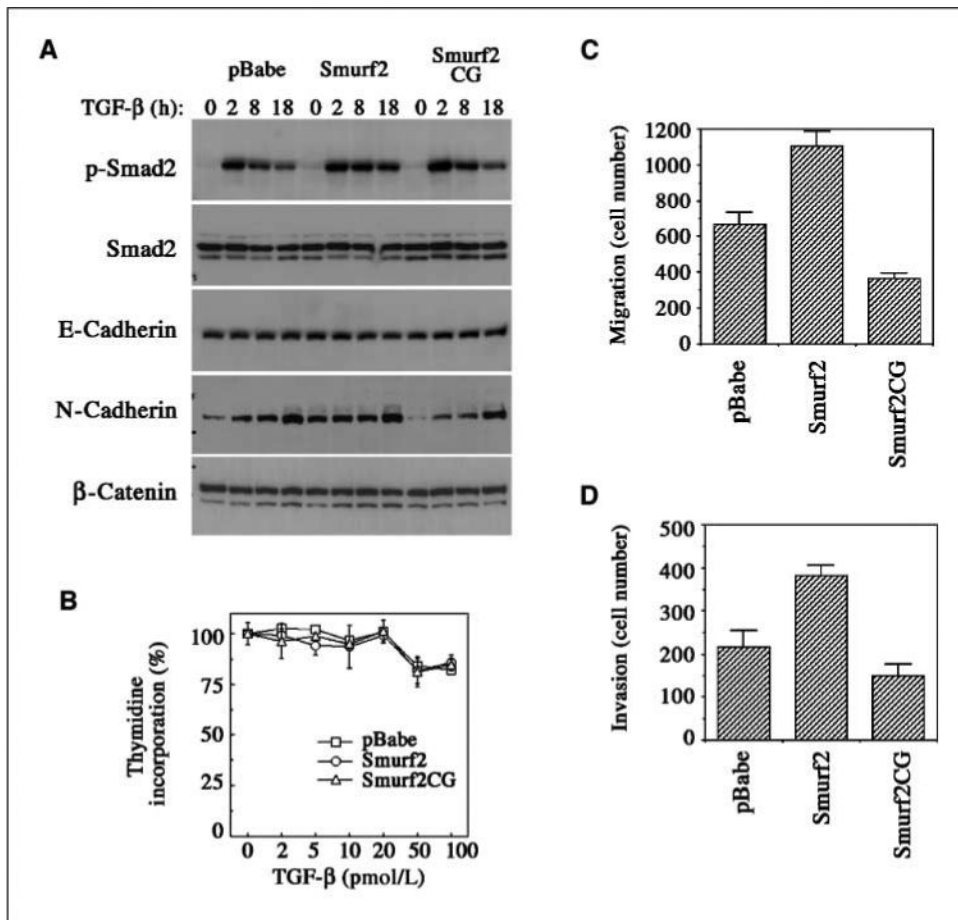 A
pBabe Smurf2 Smurf2 CG
TGF-β (h): 0 2 8 18 0 2 8 18 0 2 8 18
p-Smad2
Smad2
E-Cadherin
N-Cadherin
β-Catenin
B
Thymidine
incorporation (%)
100
75
50
25
0
pBabe
Smurf2
Smurf2CG
0 2 5 10 20 50 100
TGF-β (pmol/L)
C
Migration (cell number)
1200
1000
800
600
400
200
0
pBabe
Smurf2
Smurf2CG
D
Invasion (cell number)
500
400
300
200
100
0
pBabe
Smurf2
Smurf2CG